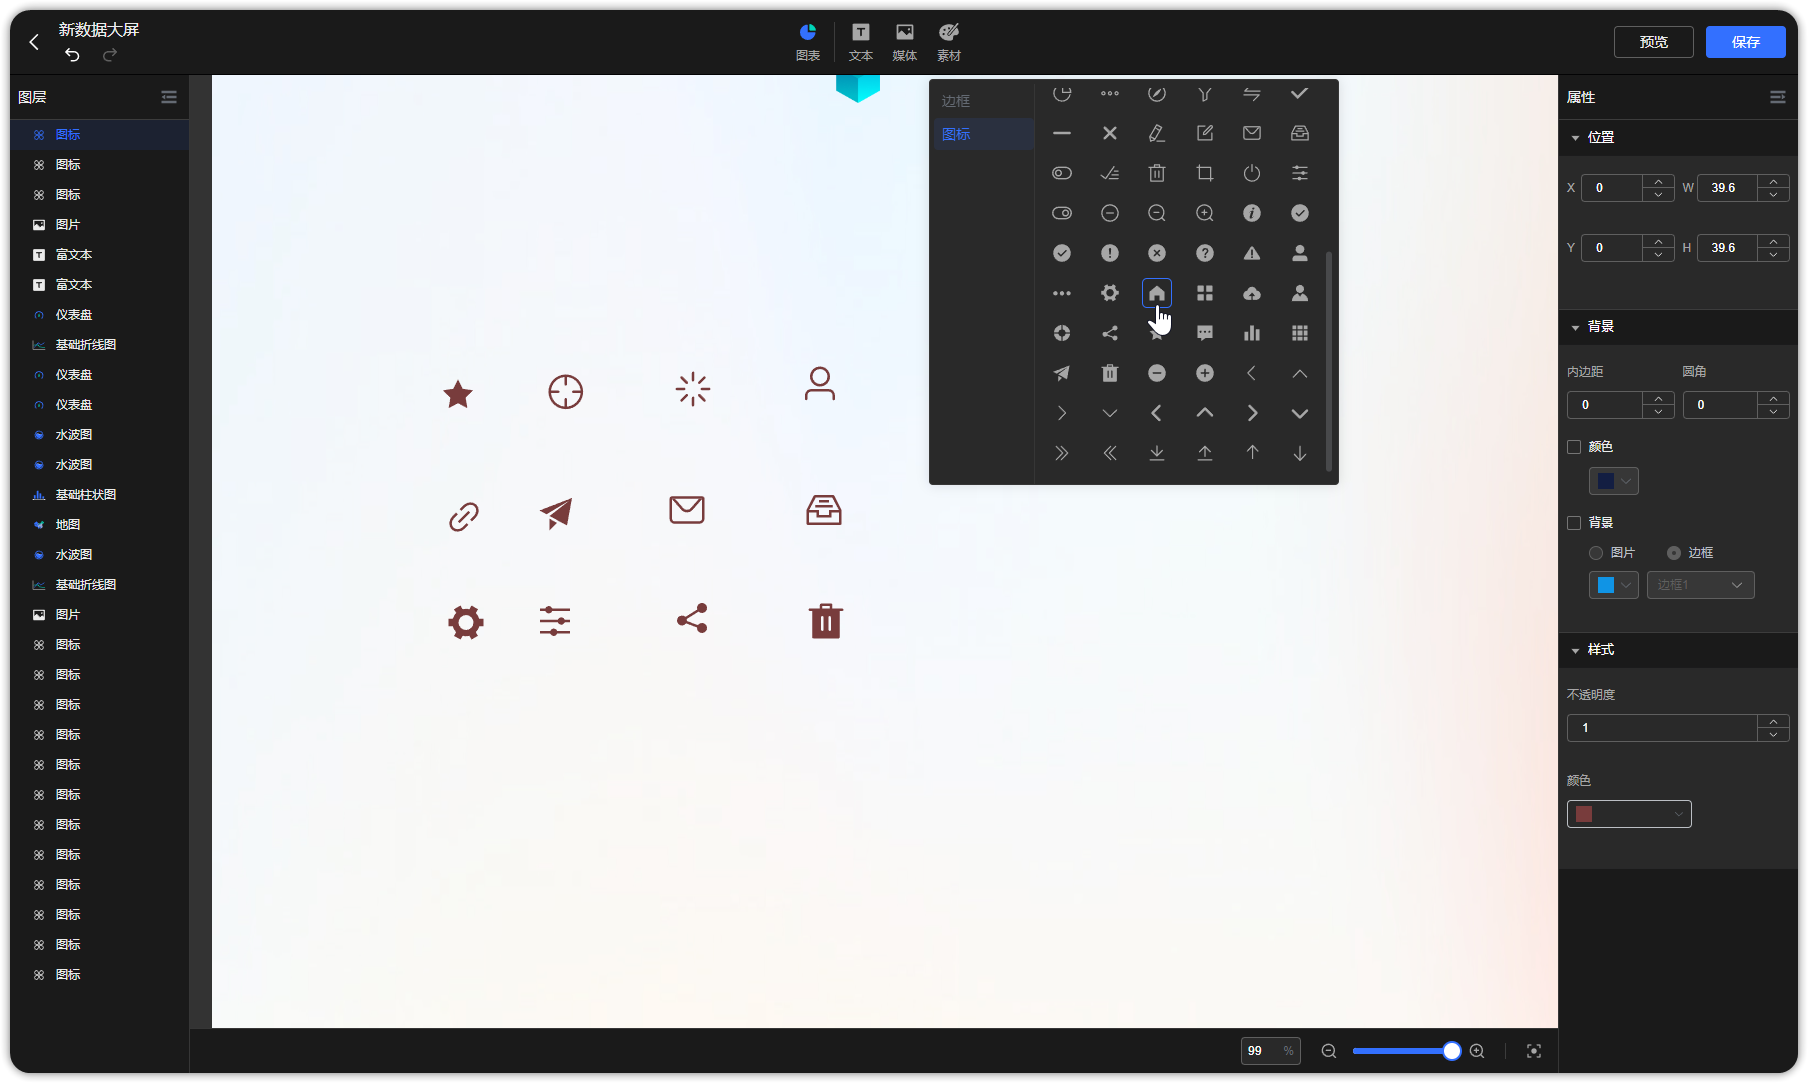 新数据大屏
图表
文本
媒体
素材
预览
保存
图层
图标
图标
图标
图片
富文本
富文本
仪表盘
基础折线图
仪表盘
仪表盘
水波图
水波图
基础柱状图
地图
水波图
基础折线图
图片
图标
图标
图标
图标
图标
图标
图标
图标
图标
图标
图标
图标
边框
图标
属性
位置
X 0 W 39.6
Y 0 H 39.6
背景
内边距 圆角
0 0
颜色
背景
图片 边框
边框1
样式
不透明度
1
颜色
99 %